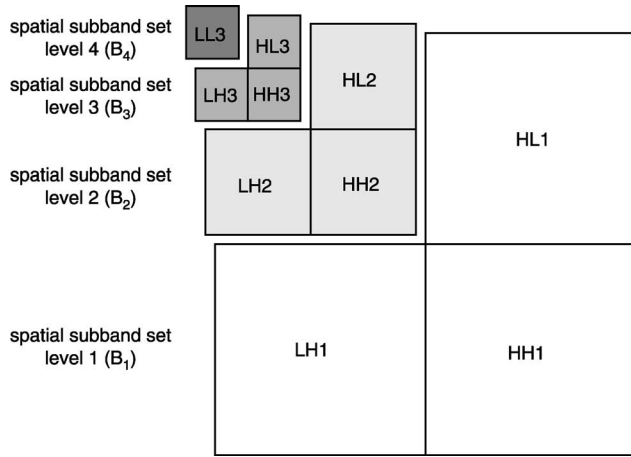 spatial subband set
level 4 (B₄)
LL3
HL3
spatial subband set
level 3 (B₃)
LH3
HH3
HL2
HL1
spatial subband set
level 2 (B₂)
LH2
HH2
spatial subband set
level 1 (B₁)
LH1
HH1